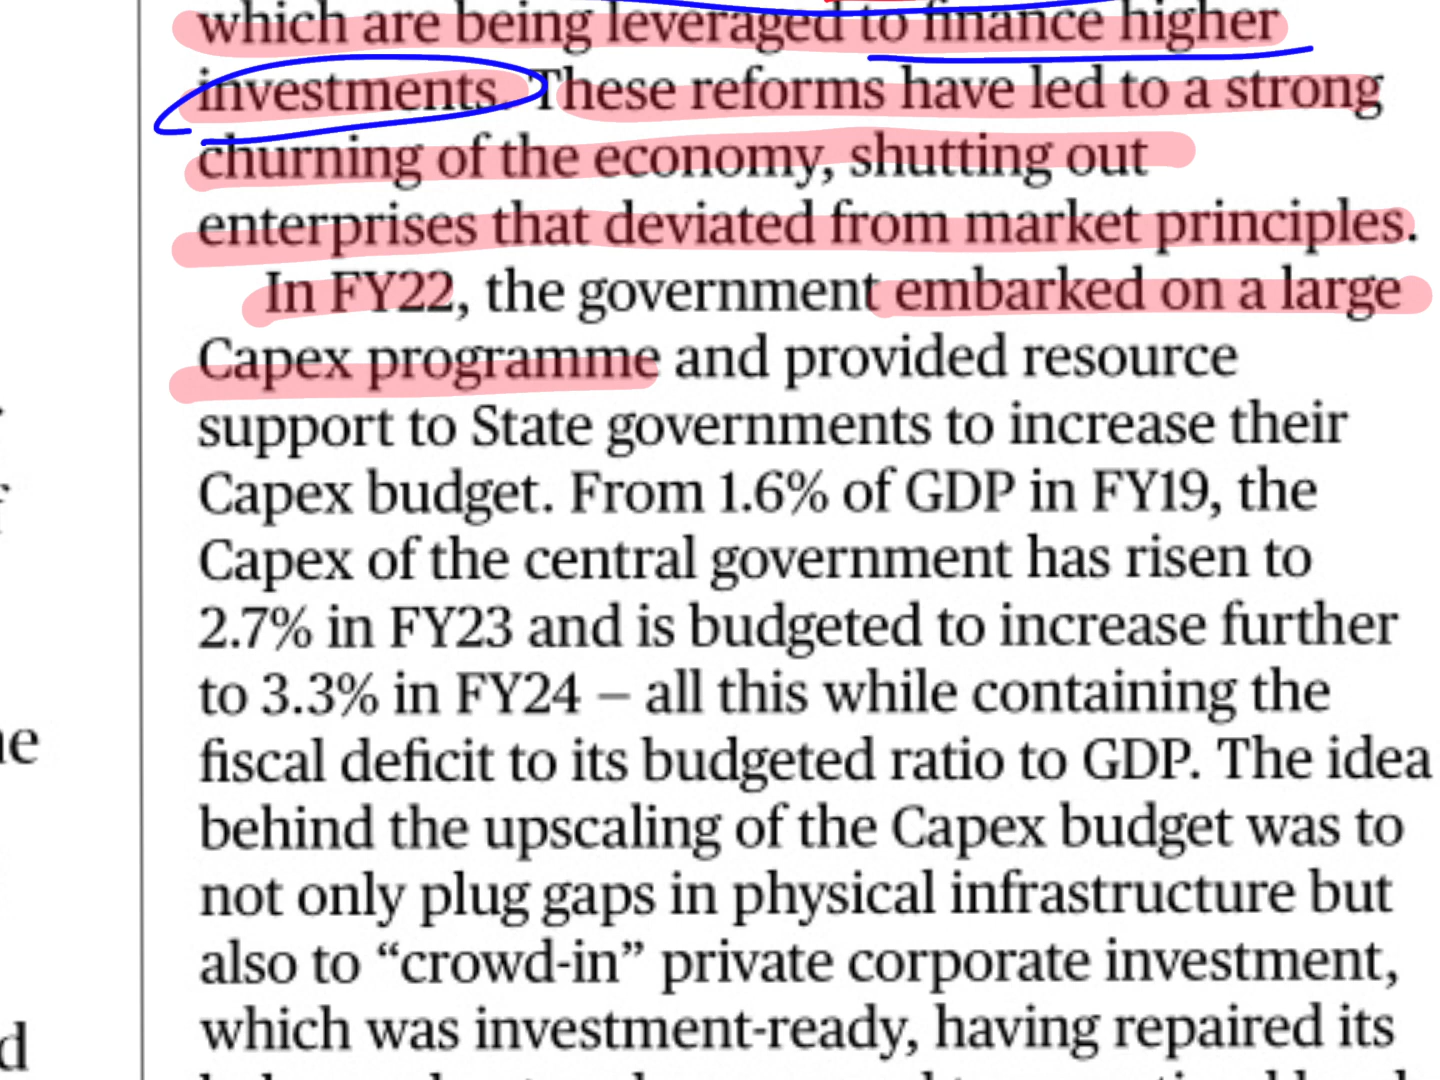 which are being leveraged to finance higher
investments. These reforms have led to a strong
churning of the economy, shutting out
enterprises that deviated from market principles.
In FY22, the government embarked on a large
Capex programme and provided resource
support to State governments to increase their
Capex budget. From 1.6% of GDP in FY19, the
Capex of the central government has risen to
2.7% in FY23 and is budgeted to increase further
to 3.3% in FY24 – all this while containing the
fiscal deficit to its budgeted ratio to GDP. The idea
behind the upscaling of the Capex budget was to
not only plug gaps in physical infrastructure but
also to “crowd-in” private corporate investment,
which was investment-ready, having repaired its